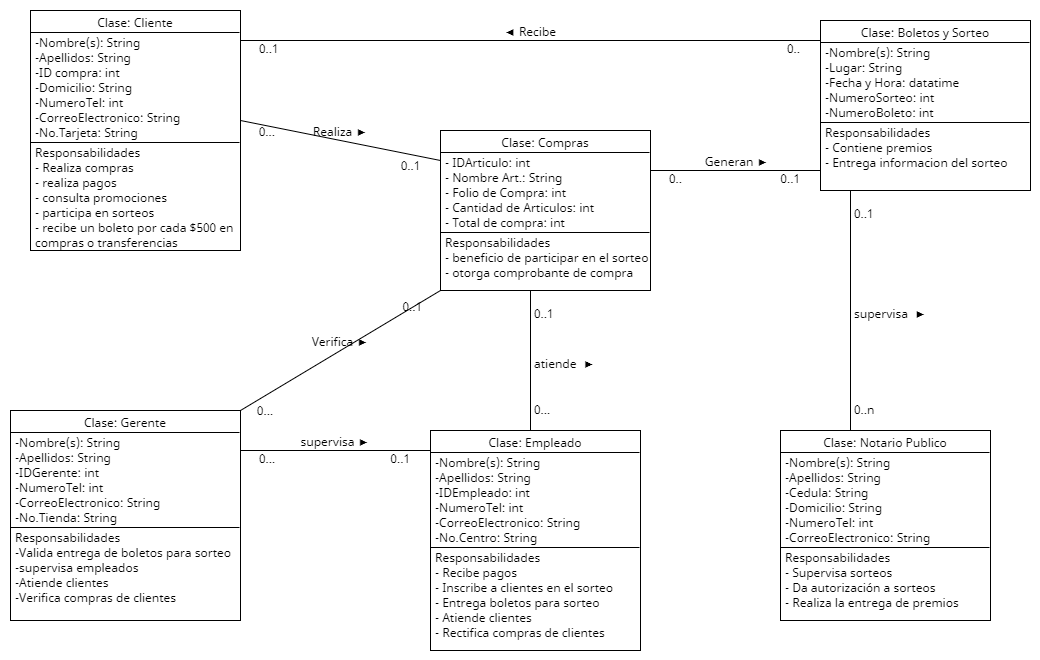 Clase: Cliente
-Nombre(s): String
-Apellidos: String
-ID compra: int
-Domicilio: String
-NumeroTel: int
-CorreoElectronico: String
-No.Tarjeta: String
Responsabilidades
- Realiza compras
- realiza pagos
- consulta promociones
- participa en sorteos
- recibe un boleto por cada $500 en
compras o transferencias
◄ Recibe
0..1
0..
Clase: Boletos y Sorteo
-Nombre(s): String
-Lugar: String
-Fecha y Hora: datatime
-NumeroSorteo: int
-NumeroBoleto: int
Responsabilidades
- Contiene premios
- Entrega informacion del sorteo
0...
Realiza ►
0..1
Clase: Compras
- IDArticulo: int
- Nombre Art.: String
- Folio de Compra: int
- Cantidad de Articulos: int
- Total de compra: int
Responsabilidades
- beneficio de participar en el sorteo
- otorga comprobante de compra
Generan ►
0..
0..1
0..1
Verifica ►
0...
0..1
atiende ►
0...
0..1
supervisa ►
0..n
Clase: Gerente
-Nombre(s): String
-Apellidos: String
-IDGerente: int
-NumeroTel: int
-CorreoElectronico: String
-No.Tienda: String
Responsabilidades
-Valida entrega de boletos para sorteo
-supervisa empleados
-Atiende clientes
-Verifica compras de clientes
supervisa ►
0...
0..1
Clase: Empleado
-Nombre(s): String
-Apellidos: String
-IDEmpleado: int
-NumeroTel: int
-CorreoElectronico: String
-No.Centro: String
Responsabilidades
- Recibe pagos
- Inscribe a clientes en el sorteo
- Entrega boletos para sorteo
- Atiende clientes
- Rectifica compras de clientes
Clase: Notario Publico
-Nombre(s): String
-Apellidos: String
-Cedula: String
-Domicilio: String
-NumeroTel: int
-CorreoElectronico: String
Responsabilidades
- Supervisa sorteos
- Da autorización a sorteos
- Realiza la entrega de premios